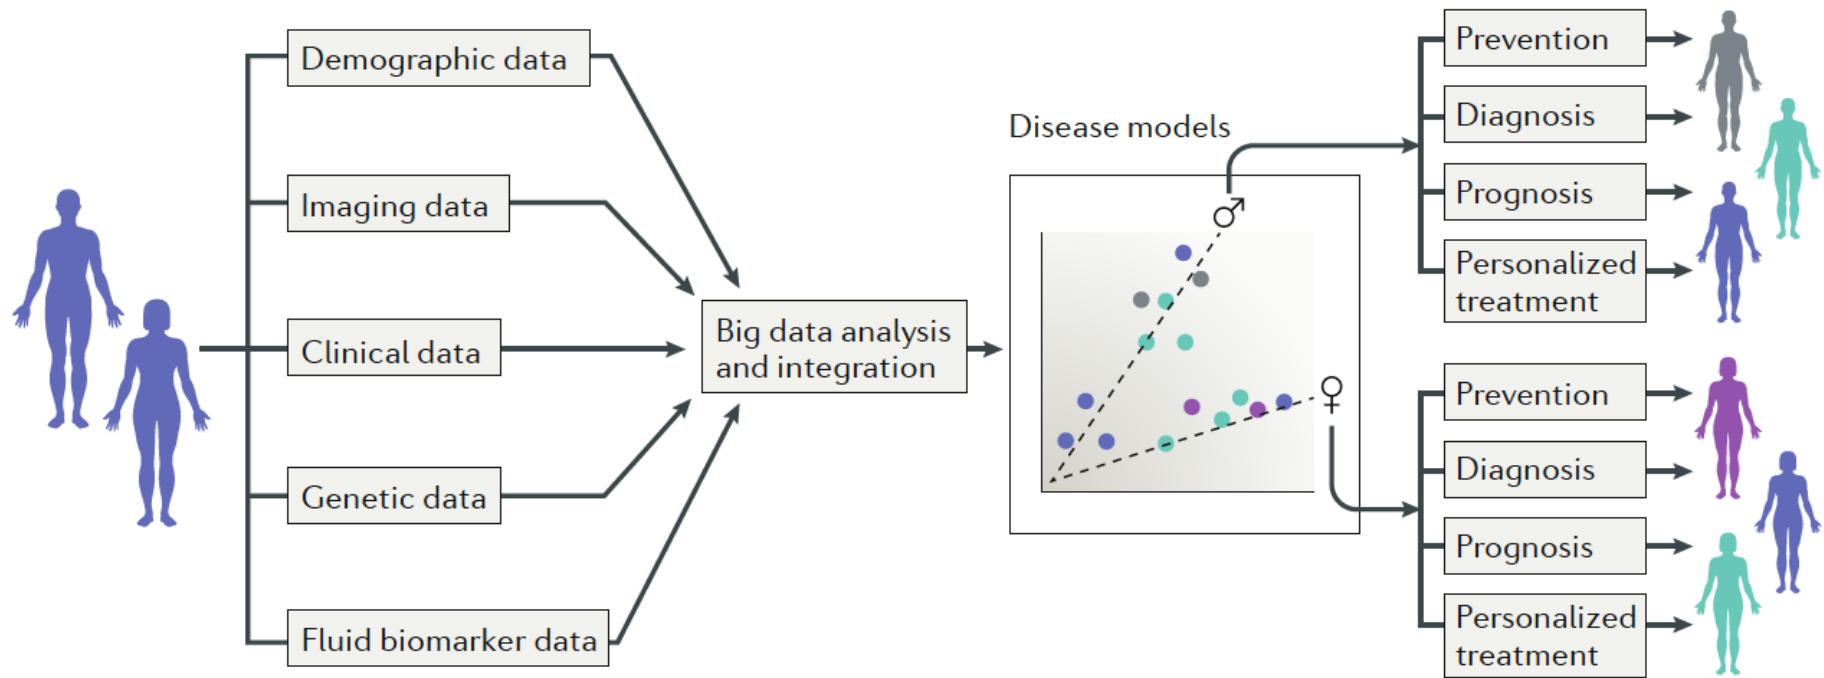 Demographic data
Imaging data
Clinical data
Genetic data
Fluid biomarker data
Big data analysis
and integration
Disease models
♂
♀
Prevention
Diagnosis
Prognosis
Personalized
treatment
Prevention
Diagnosis
Prognosis
Personalized
treatment